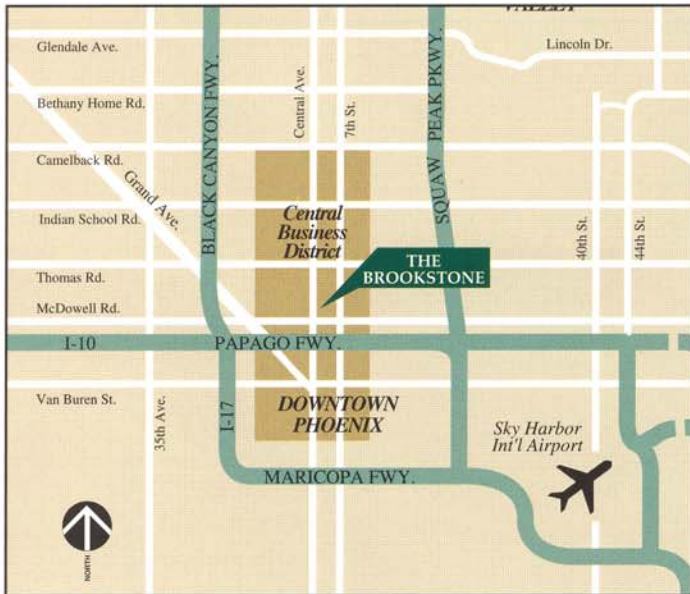 VALLEY
Glendale Ave.
Lincoln Dr.
Bethany Home Rd.
Central Ave.
7th St.
BLACK CANYON FWY.
SQUAW PEAK PKWY.
Camelback Rd.
Grand Ave.
Indian School Rd.
Central
Business
District
40th St.
44th St.
THE
BROOKSTONE
Thomas Rd.
McDowell Rd.
I-10
PAPAGO FWY.
Van Buren St.
35th Ave.
I-17
DOWNTOWN
PHOENIX
Sky Harbor
Int'l Airport
MARICOPA FWY.
NORTH